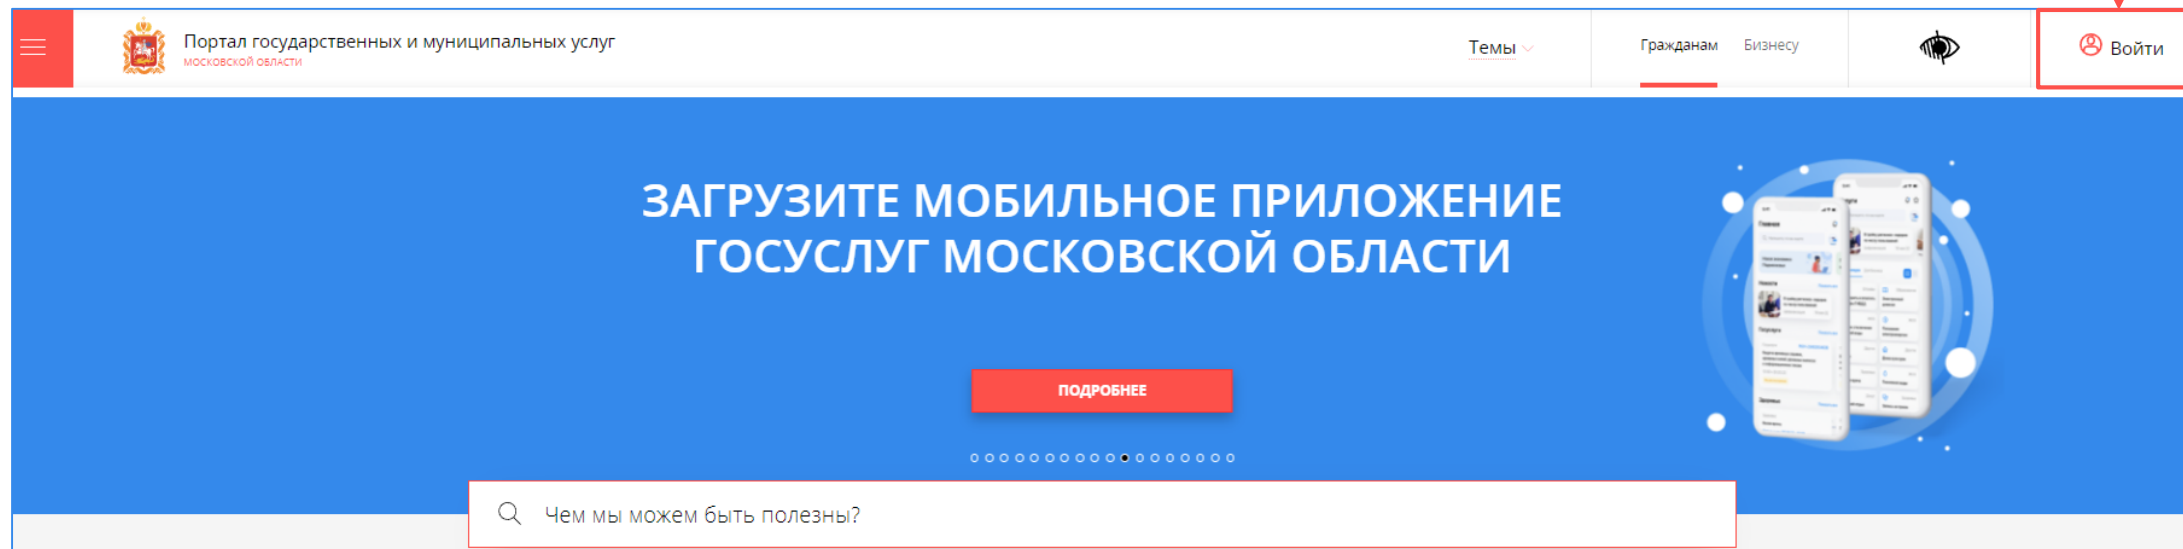 Портал государственных и муниципальных услуг
МОСКОВСКОЙ ОБЛАСТИ
Темы
Гражданам
Бизнесу
Войти
ЗАГРУЗИТЕ МОБИЛЬНОЕ ПРИЛОЖЕНИЕ
ГОСУСЛУГ МОСКОВСКОЙ ОБЛАСТИ
ПОДРОБНЕЕ
Чем мы можем быть полезны?